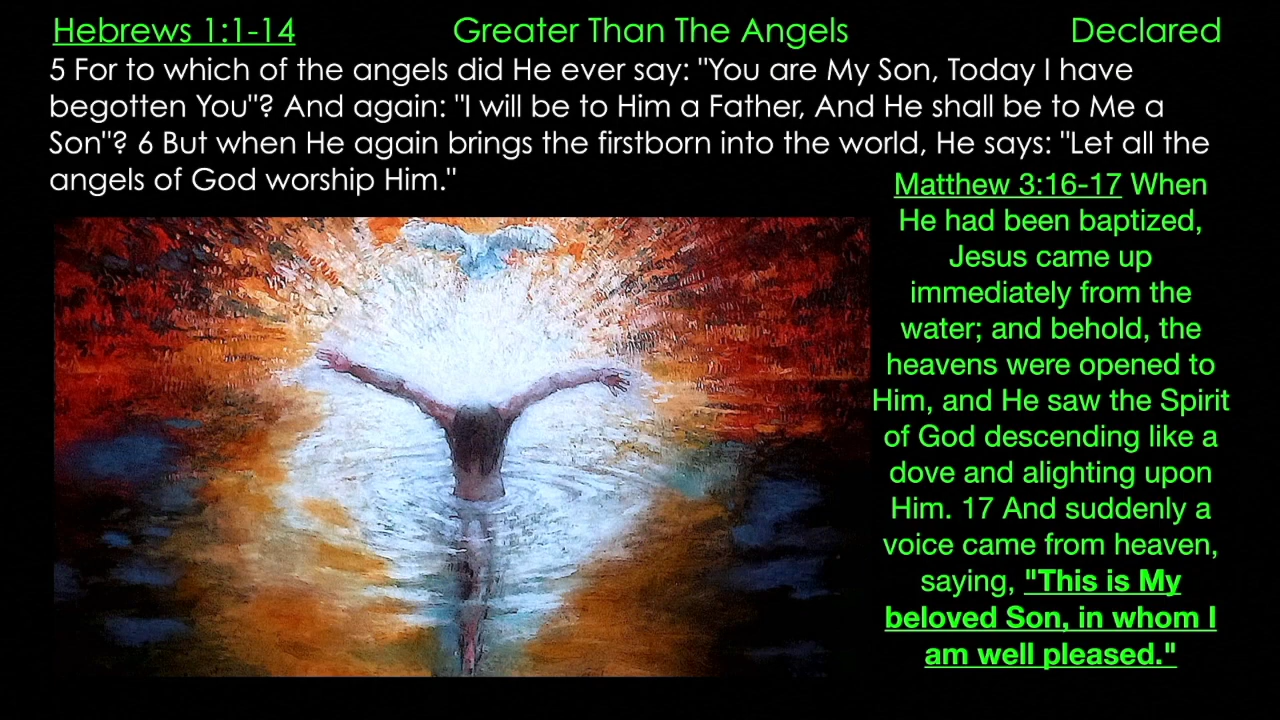 Hebrews 1:1-14 Greater Than The Angels Declared
5 For to which of the angels did He ever say: "You are My Son, Today I have
begotten You"? And again: "I will be to Him a Father, And He shall be to Me a
Son"? 6 But when He again brings the firstborn into the world, He says: "Let all the
angels of God worship Him."
Matthew 3:16-17 When
He had been baptized,
Jesus came up
immediately from the
water; and behold, the
heavens were opened to
Him, and He saw the Spirit
of God descending like a
dove and alighting upon
Him. 17 And suddenly a
voice came from heaven,
saying, "This is My
beloved Son, in whom I
am well pleased."